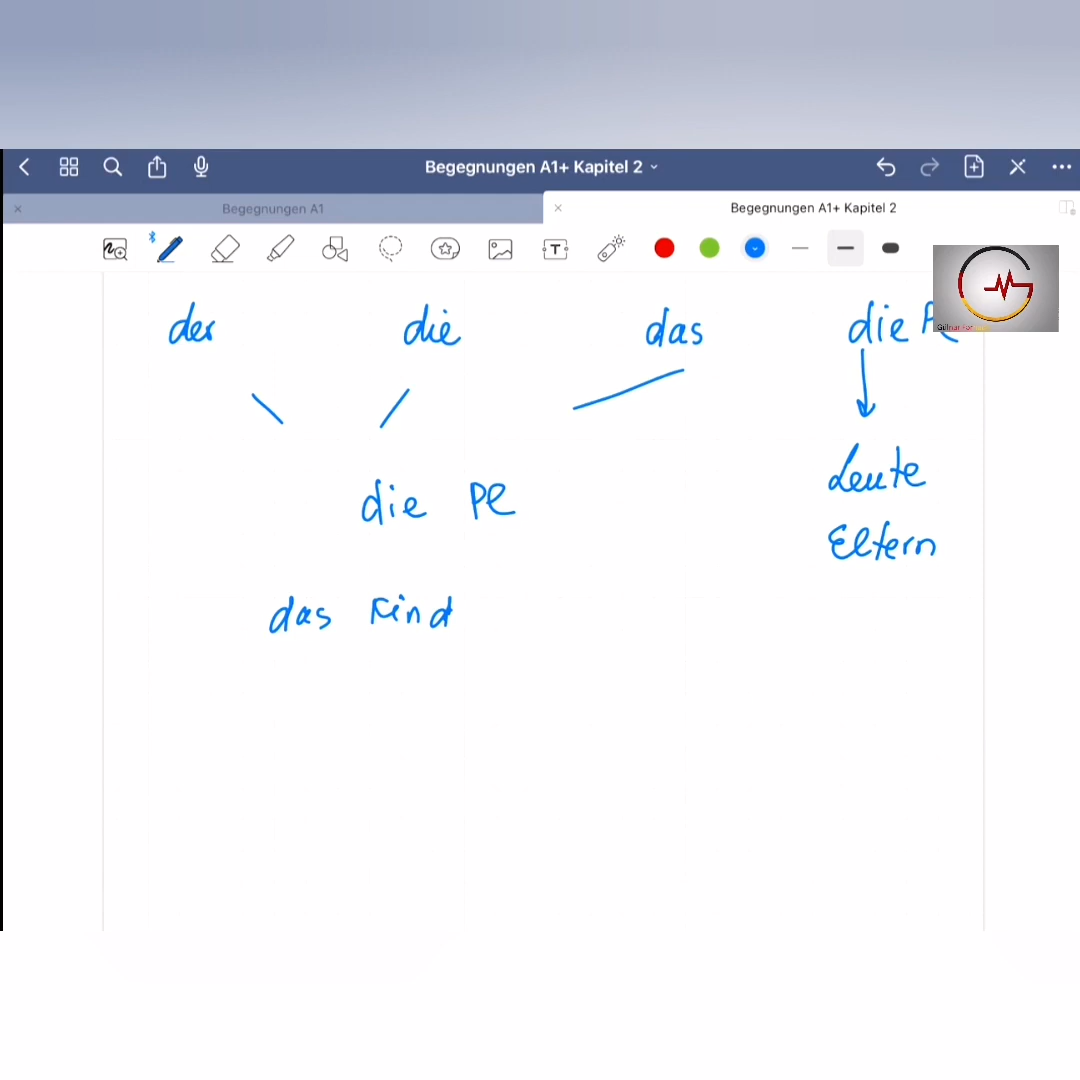 Begegnungen A1+ Kapitel 2
Begegnungen A1
Begegnungen A1+ Kapitel 2
T
der die das die
Leute
die Pl
Eltern
das Kind